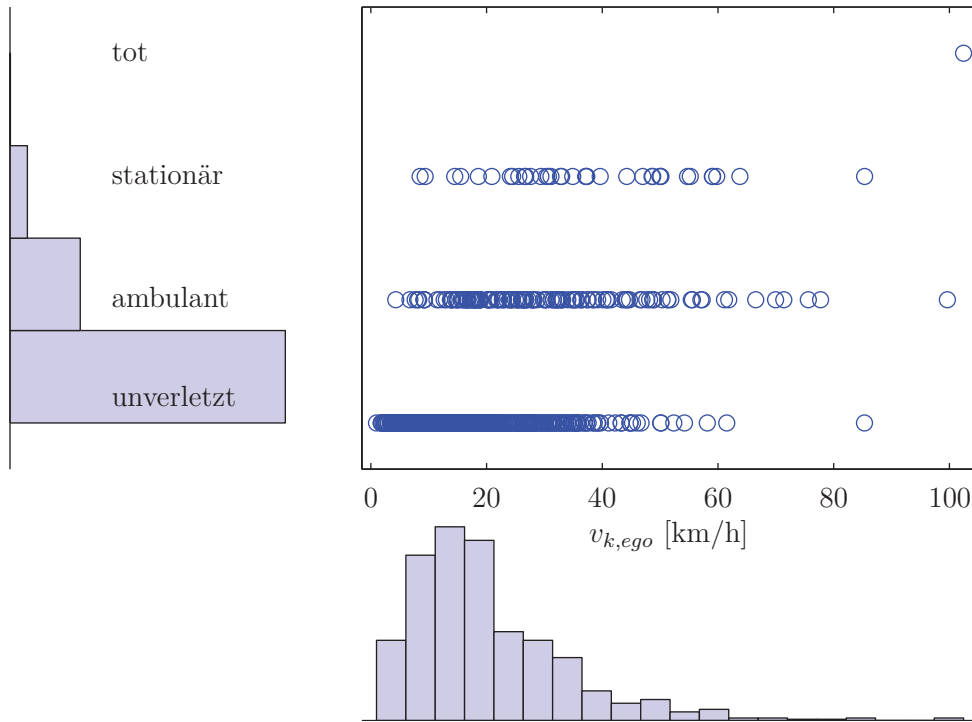 tot
stationär
ambulant
unverletzt
0 20 40 60 80 100
v_{k,ego} [km/h]